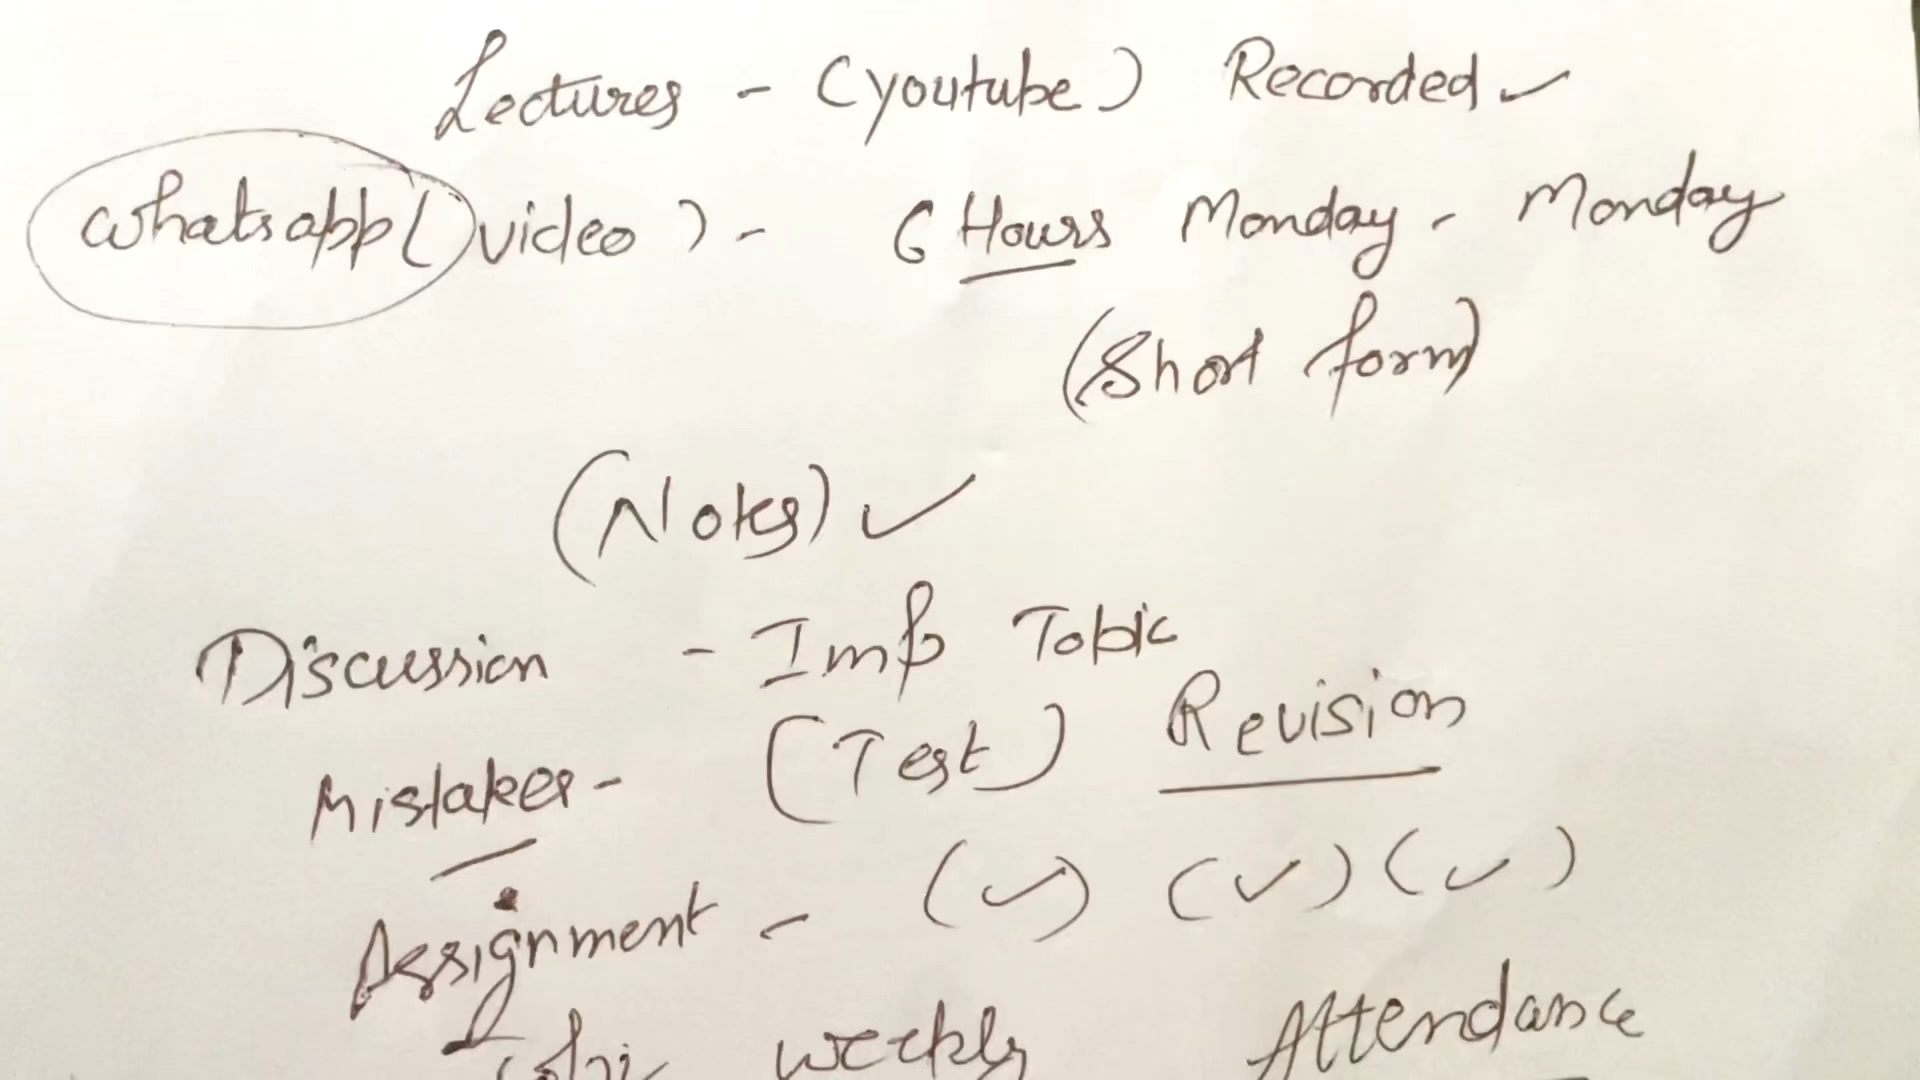 Lectures - (youtube) Recorded ✓
whatsapp (video) - 6 Hours Monday - Monday
(Short form)
(Notes) ✓
Discussion - Imp Topic
Mistakes - (Test) Revision
Assignment - (✓) (✓) (✓)
weekly Attendance